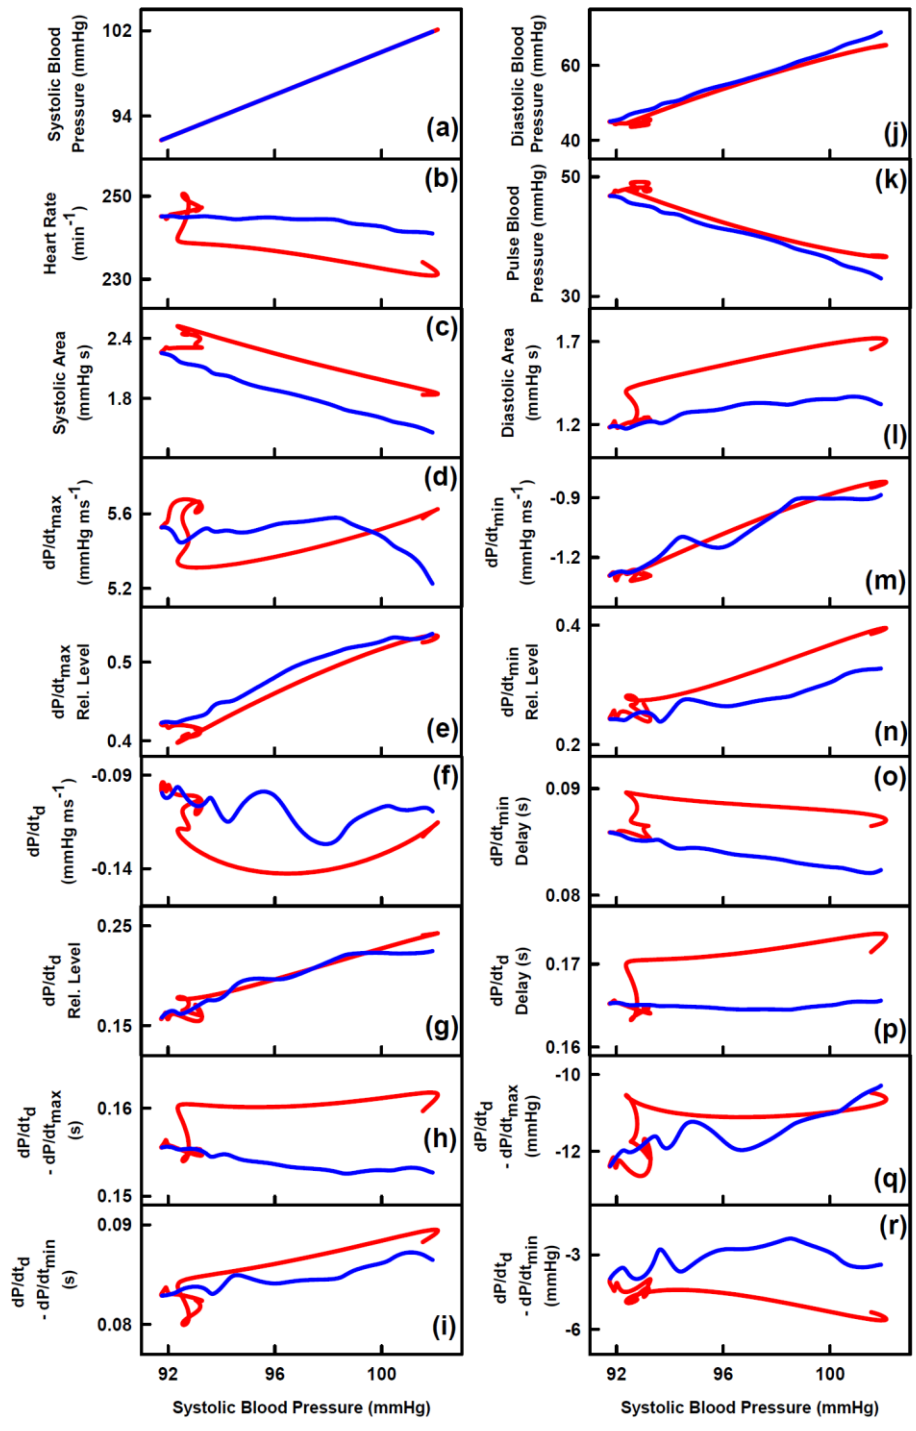 Systolic Blood
Pressure (mmHg)
102
94
(a)
Heart Rate
(min-1)
250
230
(b)
Systolic Area
(mmHg s)
2.4
1.8
(c)
dP/dtmax
(mmHg ms-1)
5.6
5.2
(d)
dP/dtmax
Rel. Level
0.5
0.4
(e)
dP/dtd
(mmHg ms-1)
-0.09
-0.14
(f)
dP/dtd
Rel. Level
0.25
0.15
(g)
dP/dtd
- dP/dtmax
(s)
0.16
0.15
(h)
dP/dtd
- dP/dtmin
(s)
0.09
0.08
(i)
92 96 100
Systolic Blood Pressure (mmHg)
Diastolic Blood
Pressure (mmHg)
60
40
(j)
Pulse Blood
Pressure (mmHg)
50
30
(k)
Diastolic Area
(mmHg s)
1.7
1.2
(l)
dP/dtmin
(mmHg ms-1)
-0.9
-1.2
(m)
dP/dtmin
Rel. Level
0.4
0.2
(n)
dP/dtmin
Delay (s)
0.09
0.08
(o)
dP/dtd
Delay (s)
0.17
0.16
(p)
dP/dtd
- dP/dtmax
(mmHg)
-10
-12
(q)
dP/dtd
- dP/dtmin
(mmHg)
-3
-6
(r)
92 96 100
Systolic Blood Pressure (mmHg)